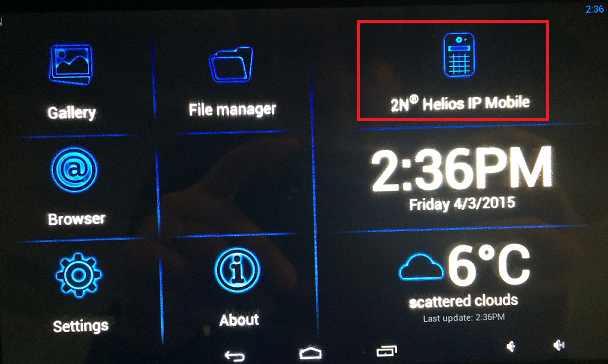 2:36
Gallery
File manager
2N® Helios IP Mobile
Browser
2:36PM
Friday 4/3/2015
Settings
About
6°C
scattered clouds
Last update: 2:36PM